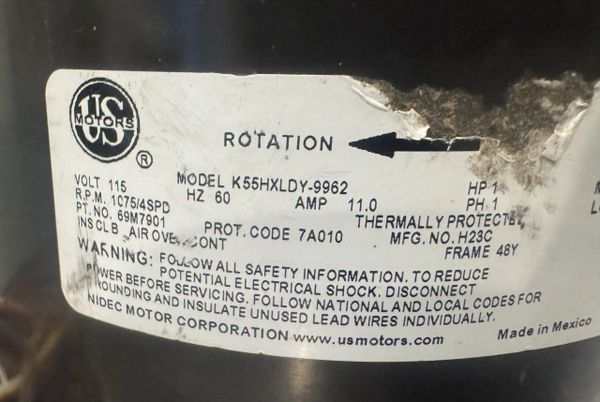 US
MOTORS
®
ROTATION
MODEL K55HXLDY-9962
VOLT 115 HZ 60 AMP 11.0 HP 1
R.P.M. 1075/4SPD PH 1
PT. NO. 69M7901 PROT. CODE 7A010 THERMALLY PROTECTED
INS CL B AIR OVER CONT MFG. NO. H23C
FRAME 48Y
WARNING: FOLLOW ALL SAFETY INFORMATION. TO REDUCE
POTENTIAL ELECTRICAL SHOCK. DISCONNECT
POWER BEFORE SERVICING. FOLLOW NATIONAL AND LOCAL CODES FOR
GROUNDING AND INSULATE UNUSED LEAD WIRES INDIVIDUALLY.
NIDEC MOTOR CORPORATION www.usmotors.com Made in Mexico